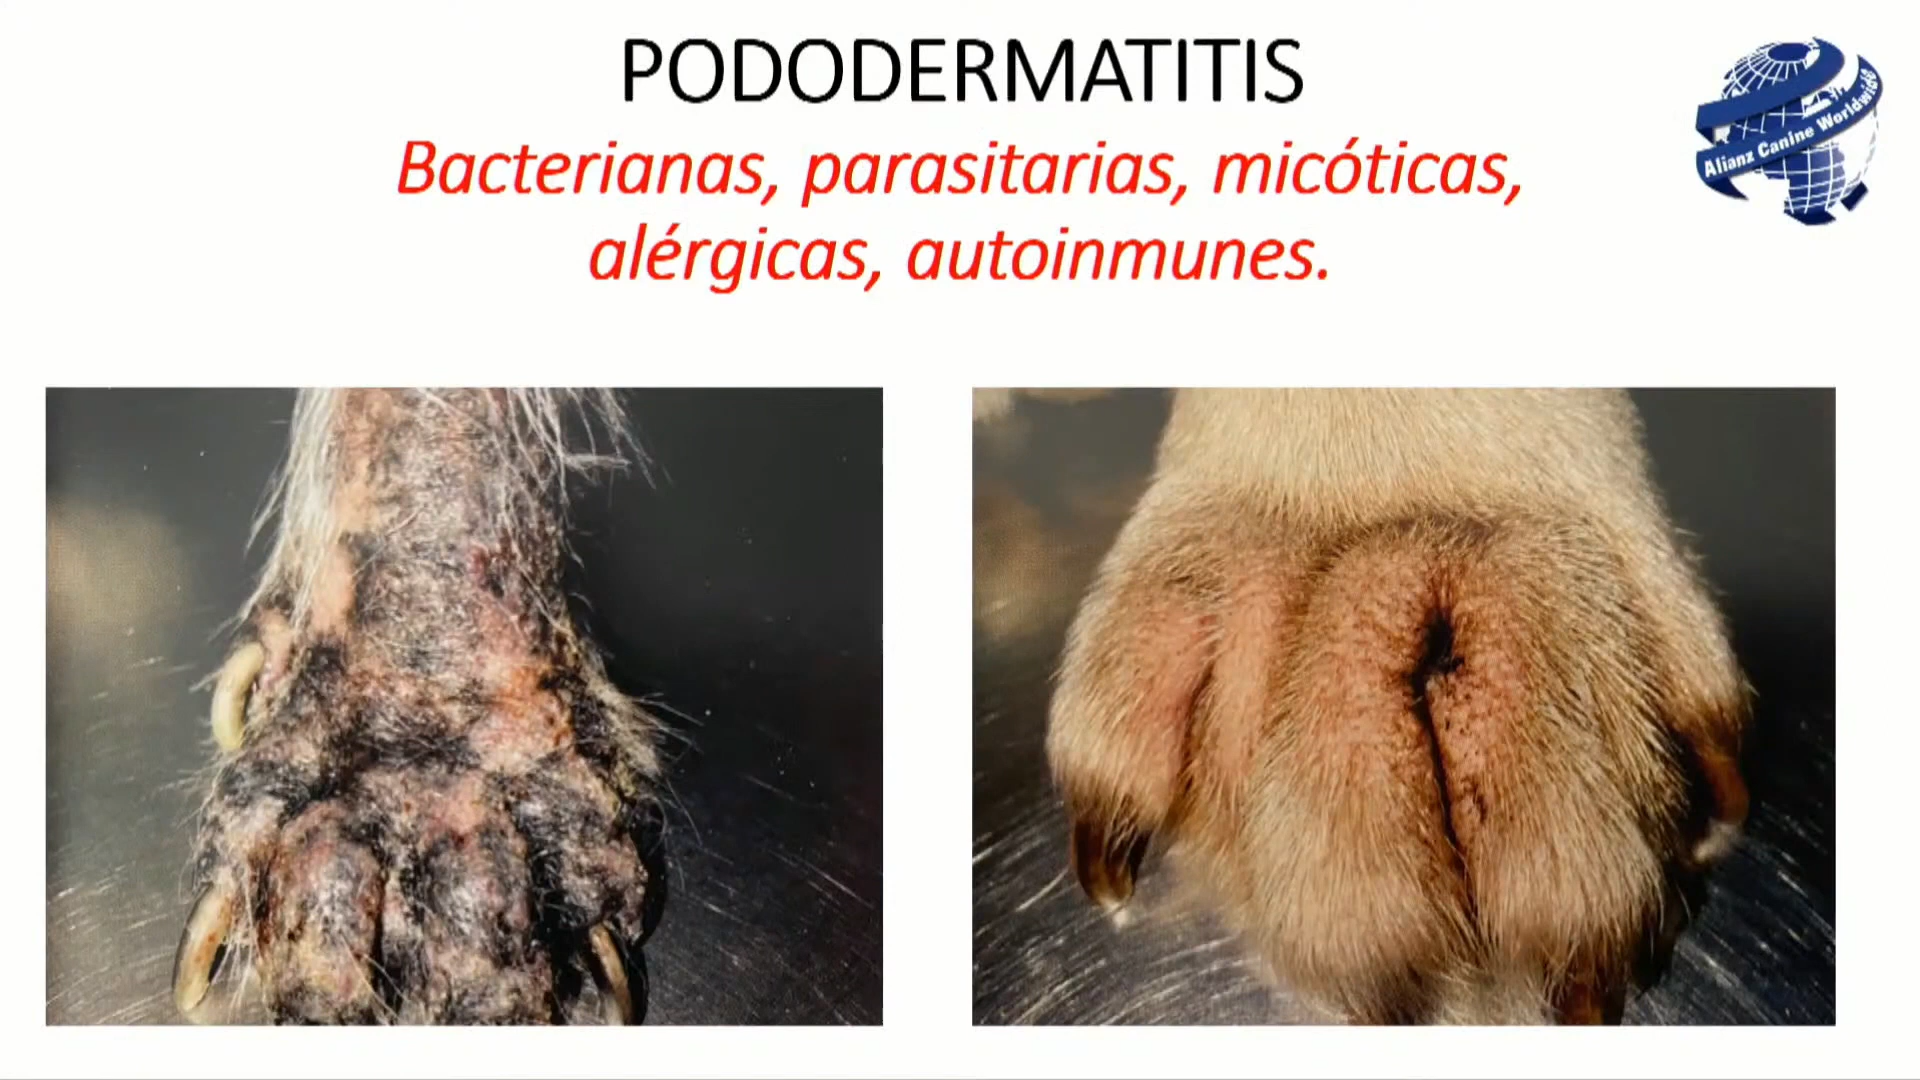 PODODERMATITIS
Bacterianas, parasitarias, micóticas,
alérgicas, autoinmunes.
Alianz Canine Worldwide